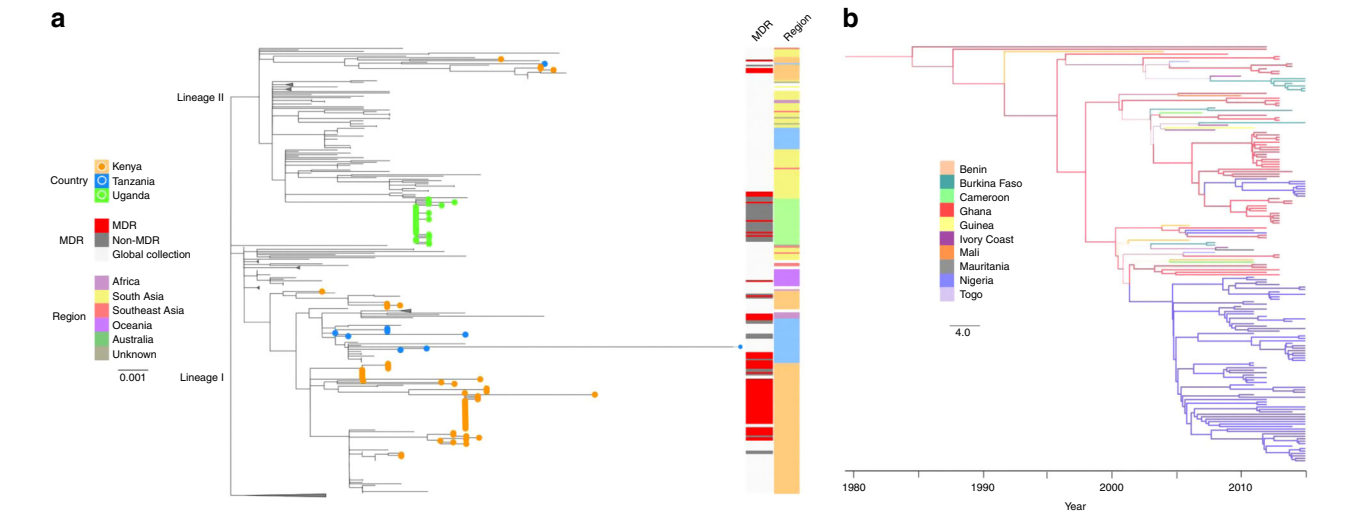 a
MDR
Region
Lineage II
Country
Kenya
Tanzania
Uganda
MDR
MDR
Non-MDR
Global collection
Region
Africa
South Asia
Southeast Asia
Oceania
Australia
Unknown
0.001
Lineage I
b
Benin
Burkina Faso
Cameroon
Ghana
Guinea
Ivory Coast
Mali
Mauritania
Nigeria
Togo
4.0
1980 1990 2000 2010
Year